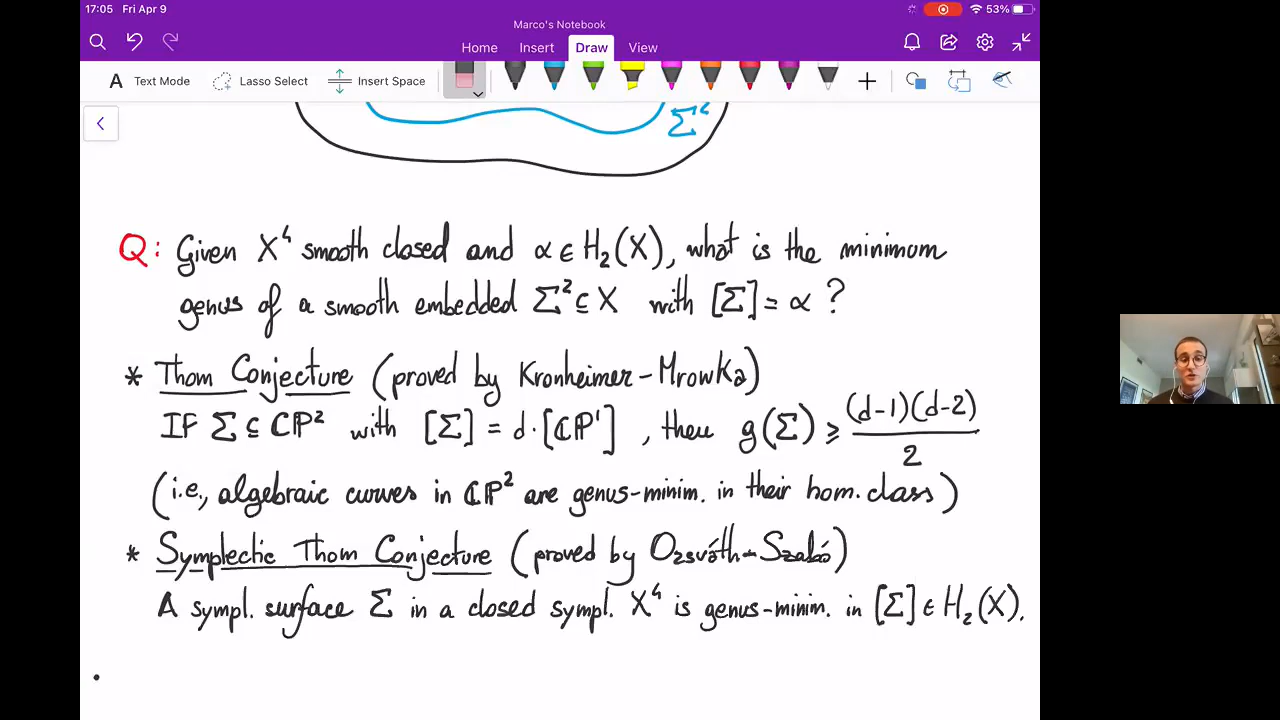 17:05 Fri Apr 9
53%
Marco's Notebook
Home Insert Draw View
A Text Mode Lasso Select Insert Space
Σ²
Q: Given X⁴ smooth closed and α ∈ H₂(X), what is the minimum
genus of a smooth embedded Σ² ⊆ X with [Σ] = α ?
* Thom Conjecture (proved by Kronheimer-Mrowka)
If Σ ⊆ ℂP² with [Σ] = d·[ℂP¹], then g(Σ) ⩾ (d-1)(d-2)/2
(i.e., algebraic curves in ℂP² are genus-minim. in their hom. class)
* Symplectic Thom Conjecture (proved by Ozsváth-Szabó)
A sympl. surface Σ in a closed sympl. X⁴ is genus-minim. in [Σ] ∈ H₂(X).